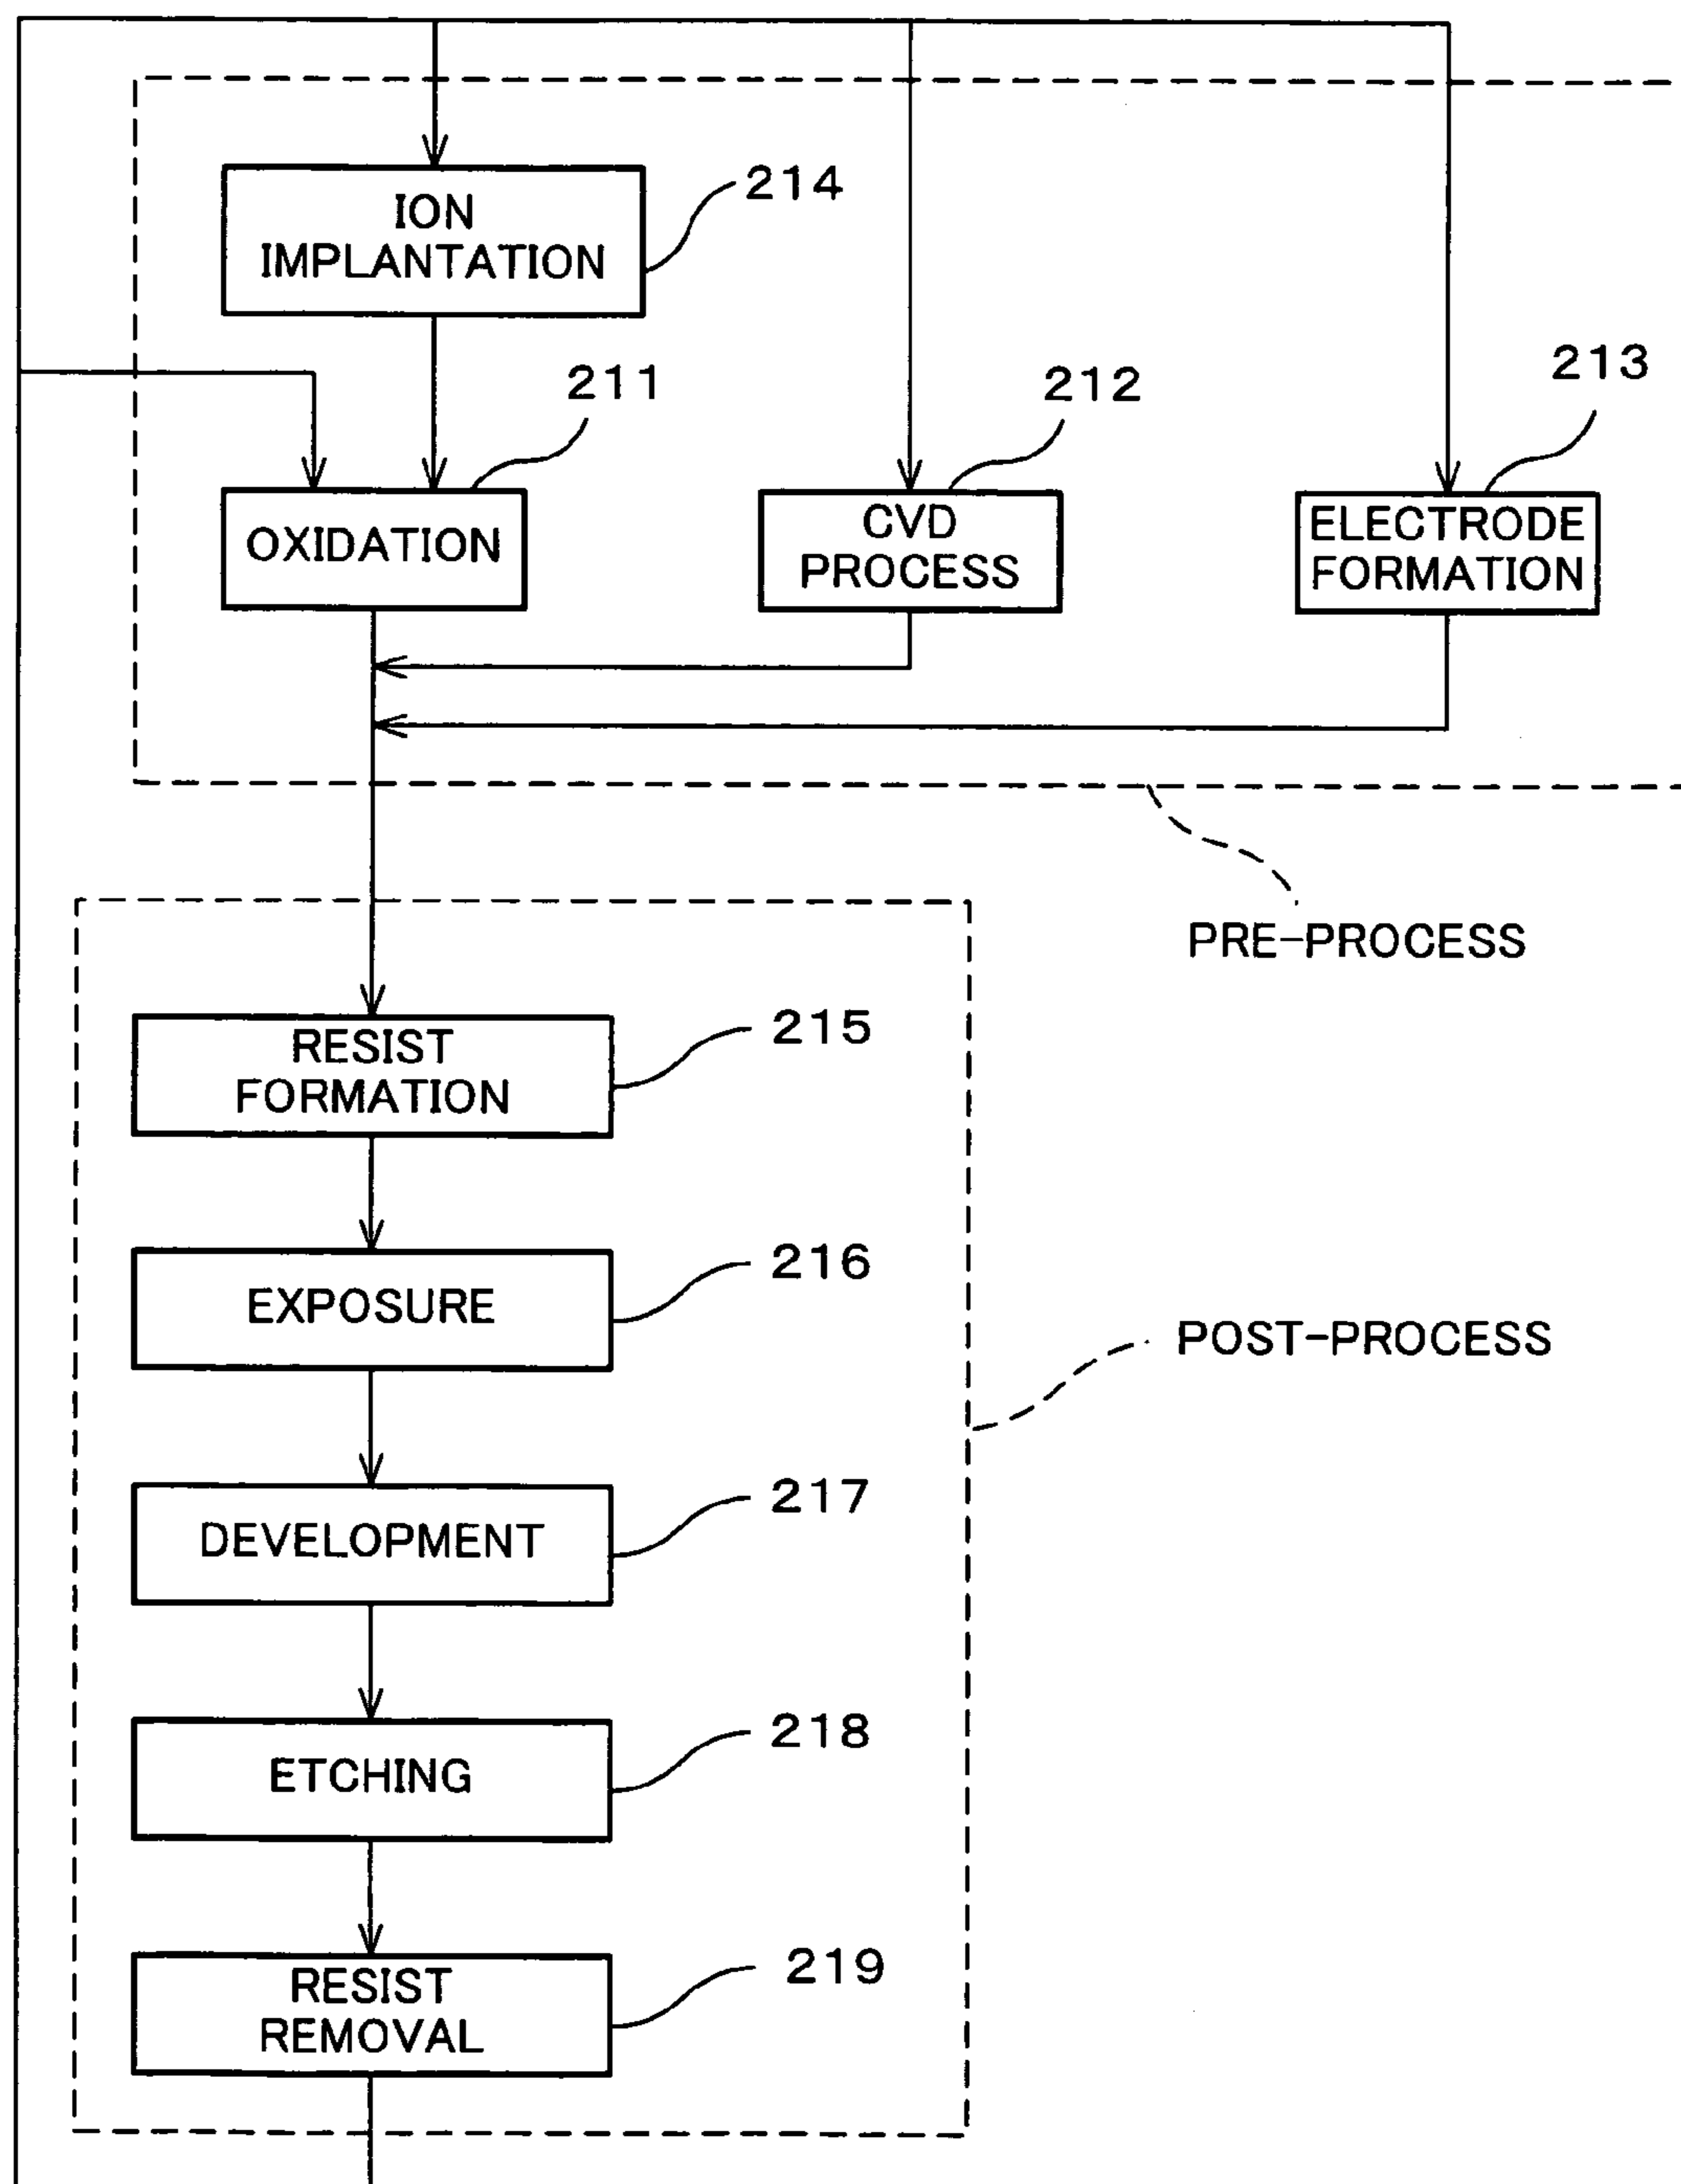 214
ION
IMPLANTATION
211
212
213
OXIDATION
CVD
PROCESS
ELECTRODE
FORMATION
PRE-PROCESS
215
RESIST
FORMATION
216
EXPOSURE
POST-PROCESS
217
DEVELOPMENT
218
ETCHING
219
RESIST
REMOVAL